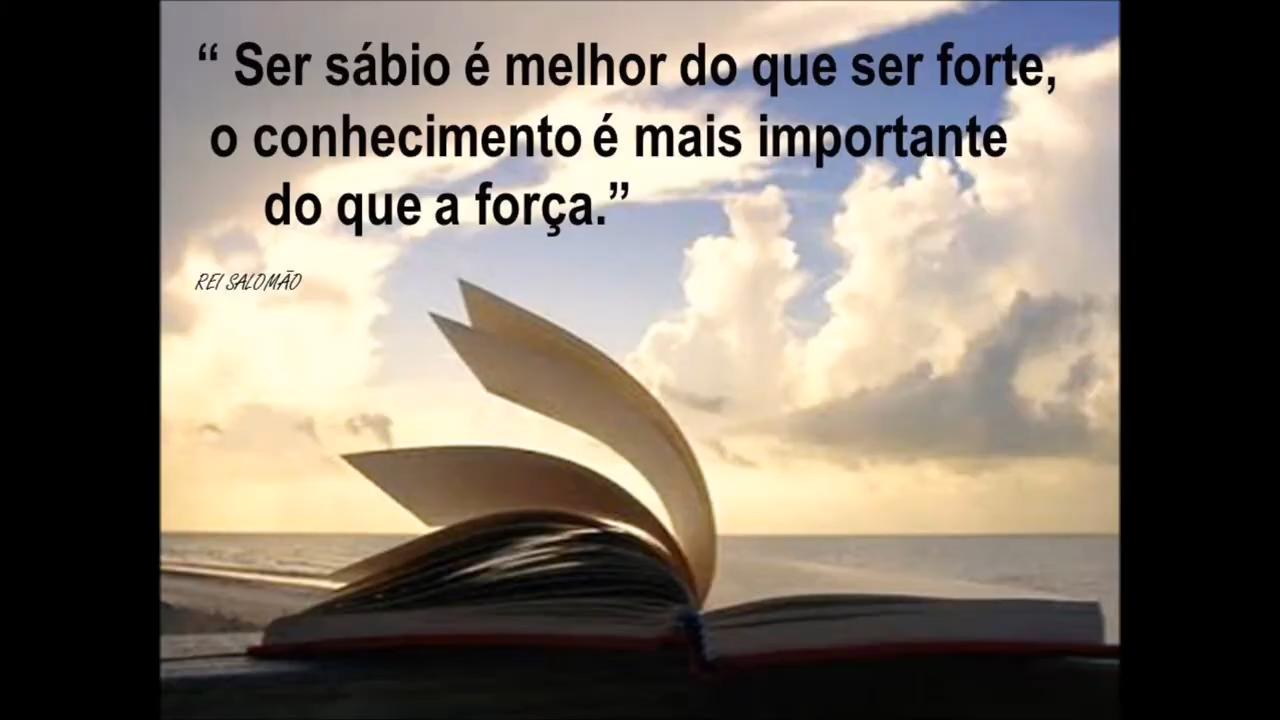 “ Ser sábio é melhor do que ser forte,
o conhecimento é mais importante
do que a força.”
REI SALOMÃO